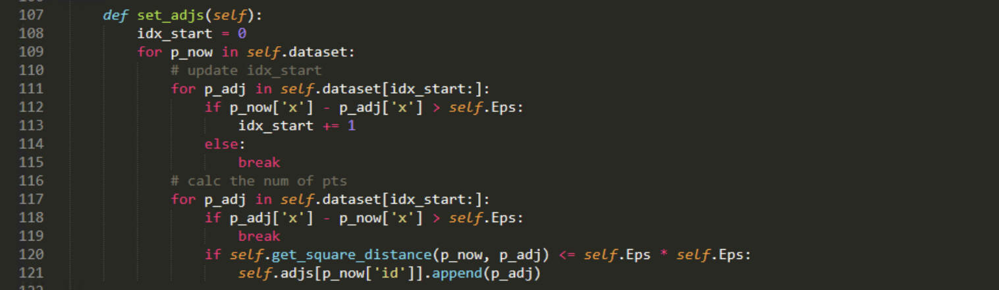 107 def set_adjs(self):
108 idx_start = 0
109 for p_now in self.dataset:
110 # update idx_start
111 for p_adj in self.dataset[idx_start:]:
112 if p_now['x'] - p_adj['x'] > self.Eps:
113 idx_start += 1
114 else:
115 break
116 # calc the num of pts
117 for p_adj in self.dataset[idx_start:]:
118 if p_adj['x'] - p_now['x'] > self.Eps:
119 break
120 if self.get_square_distance(p_now, p_adj) <= self.Eps * self.Eps:
121 self.adjs[p_now['id']].append(p_adj)